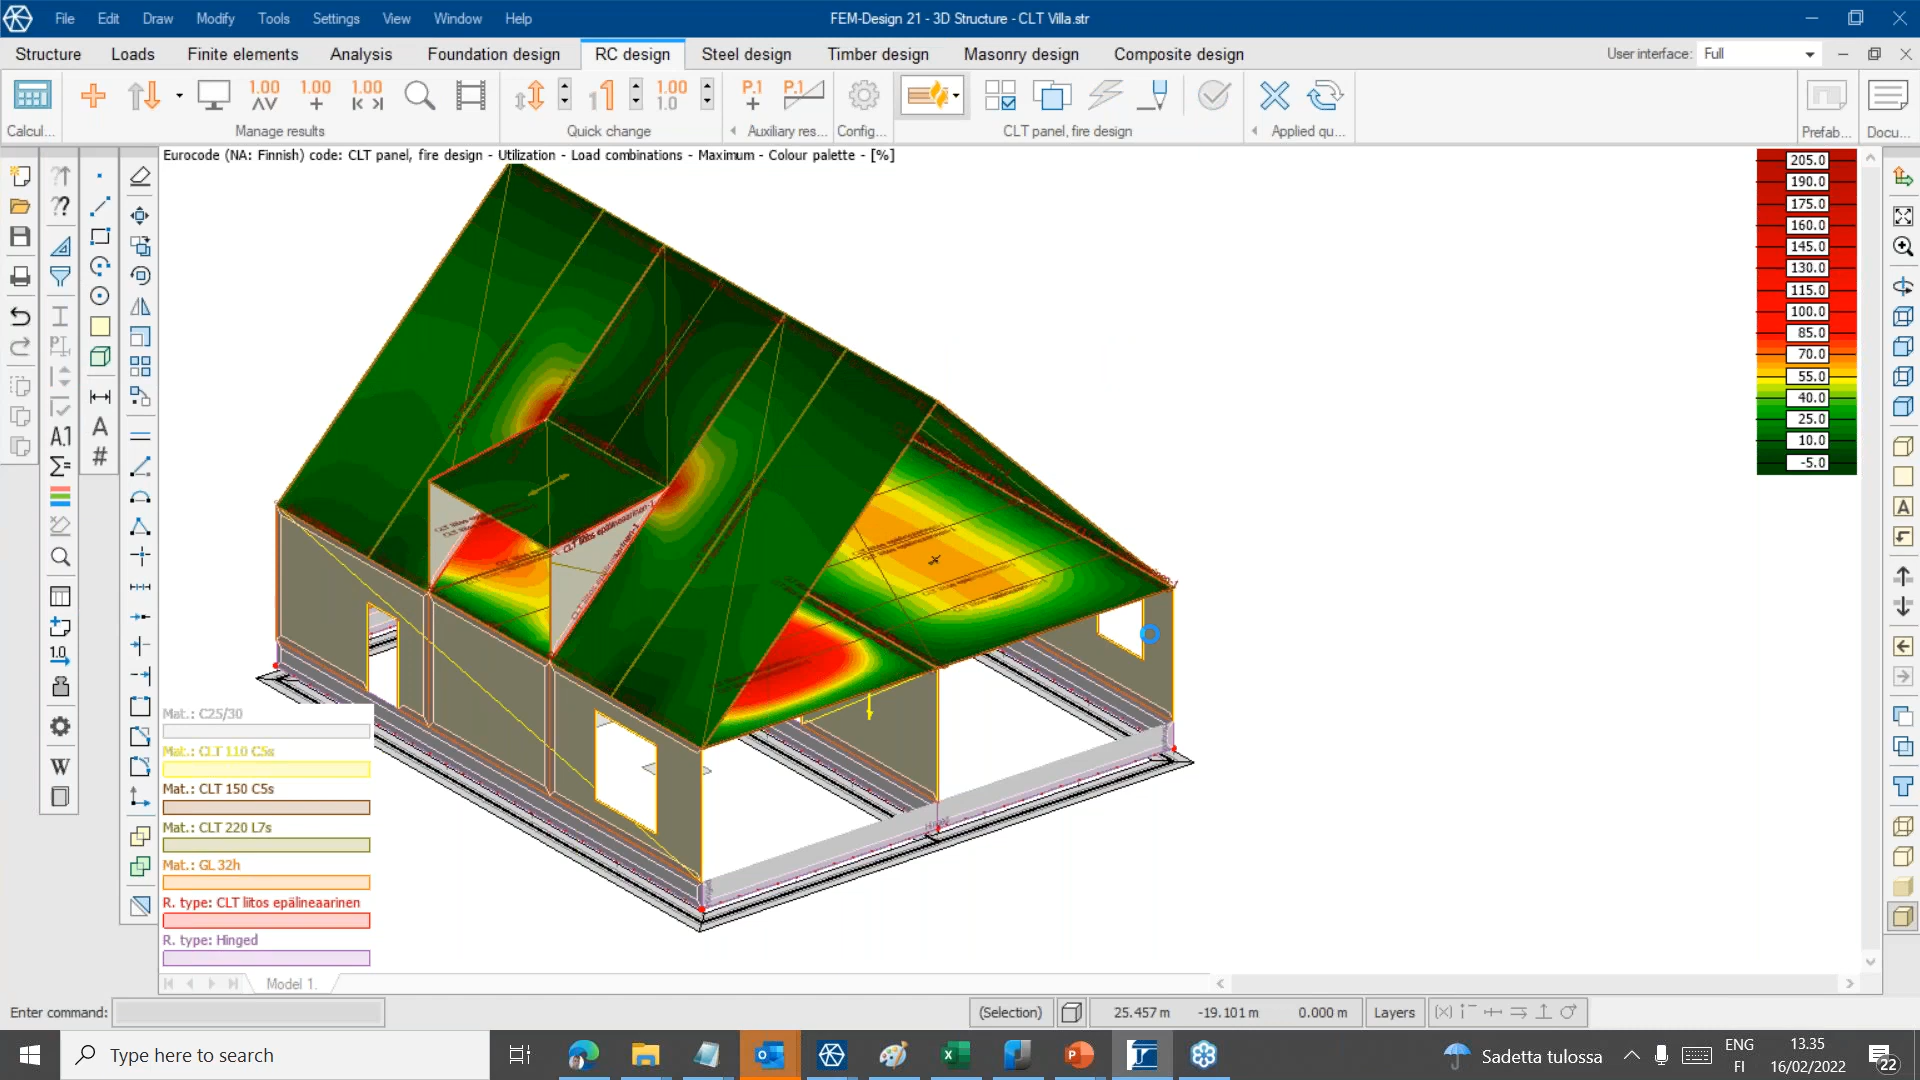 File Edit Draw Modify Tools Settings View Window Help
FEM-Design 21 - 3D Structure - CLT Villa.str
Structure Loads Finite elements Analysis Foundation design RC design Steel design Timber design Masonry design Composite design
User interface: Full
Calcul... Manage results Quick change Auxiliary res... Config... CLT panel, fire design Applied qu... Prefab... Docu...
Eurocode (NA: Finnish) code: CLT panel, fire design - Utilization - Load combinations - Maximum - Colour palette - [%]
205.0
190.0
175.0
160.0
145.0
130.0
115.0
100.0
85.0
70.0
55.0
40.0
25.0
10.0
-5.0
Mat.: C25/30
Mat.: CLT 110 C5s
Mat.: CLT 150 C5s
Mat.: CLT 220 L7s
Mat.: GL 32h
R. type: CLT liitos epälineaarinen
R. type: Hinged
Model 1.
Enter command:
(Selection) 25.457 m -19.101 m 0.000 m Layers
Type here to search
Sadetta tulossa
ENG
FI
13.35
16/02/2022
22